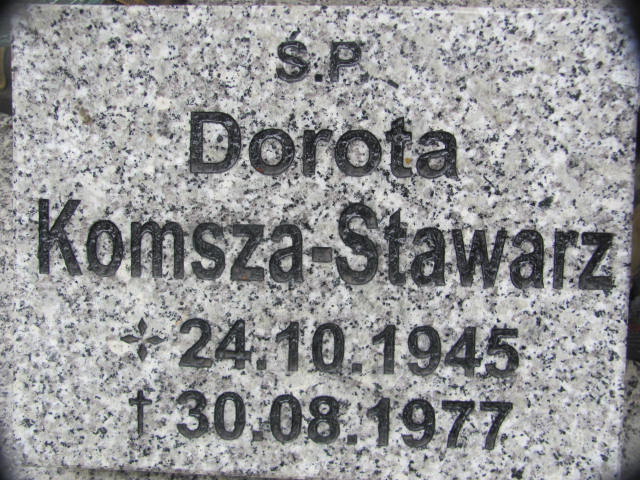 Ś.P.
Dorota
Komsza-Stawarz
✧ 24.10.1945
† 30.08.1977